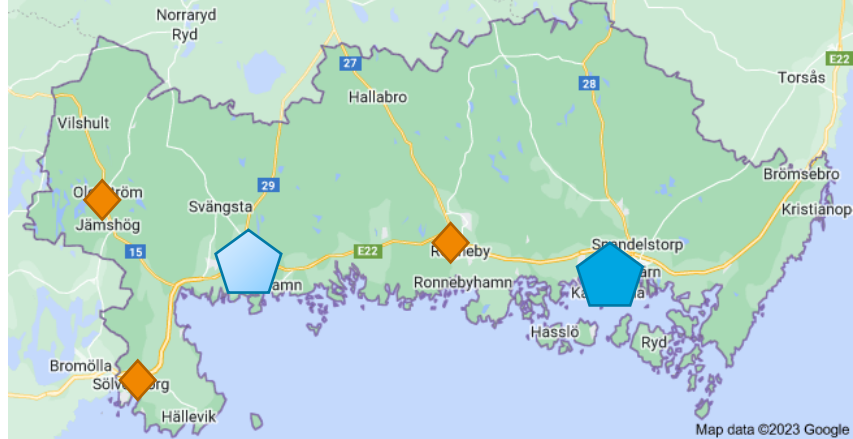 Norraryd
Ryd
27
28
E22
Torsås
Hallabro
Vilshult
Brömsebro
29
Svängsta
Kristianop
Jämshög
E22
15
Spandelstorp
Ronnebyhamn
Hasslö
Ryd
Bromölla
Hällevik
Map data ©2023 Google